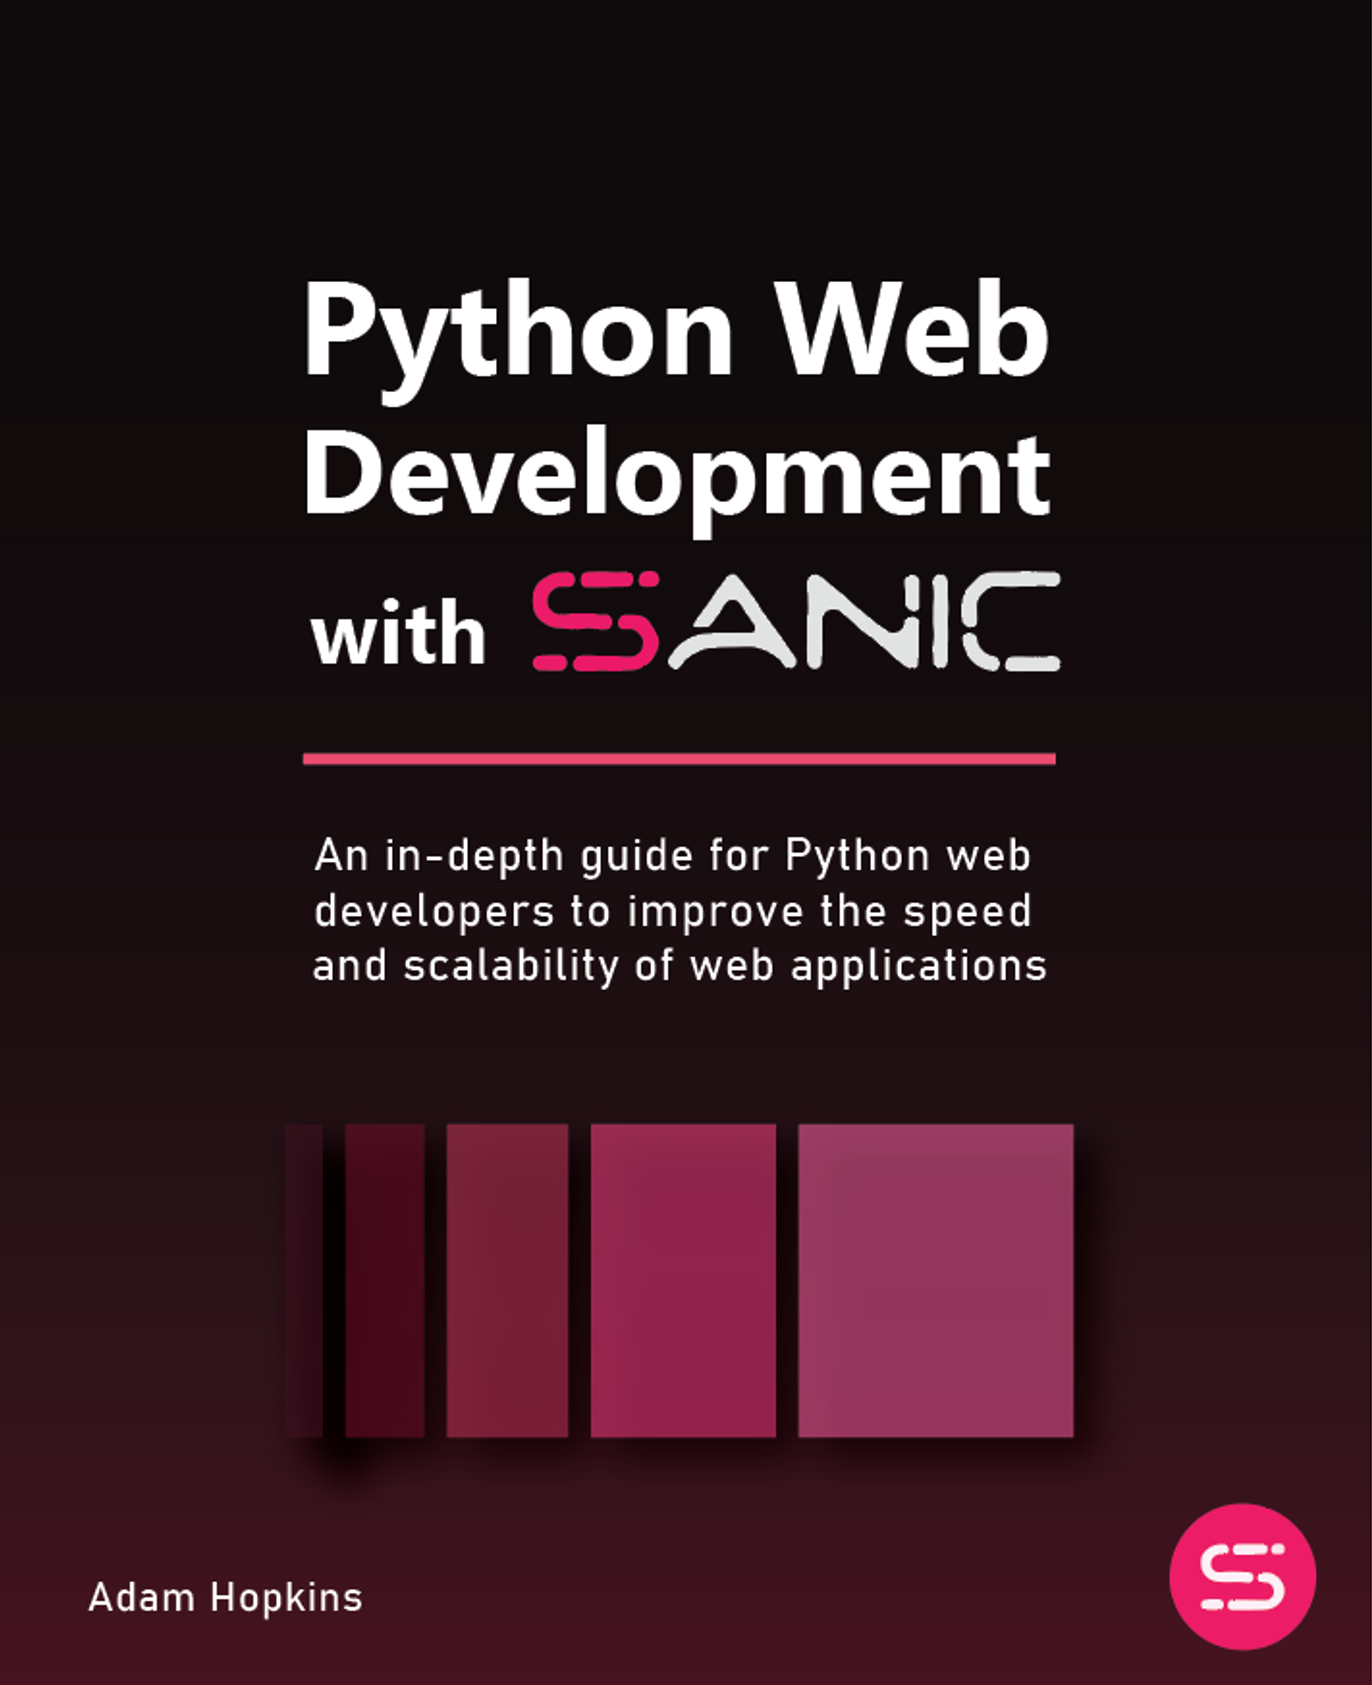 Python Web
Development
with SANIC
An in-depth guide for Python web
developers to improve the speed
and scalability of web applications
Adam Hopkins
S